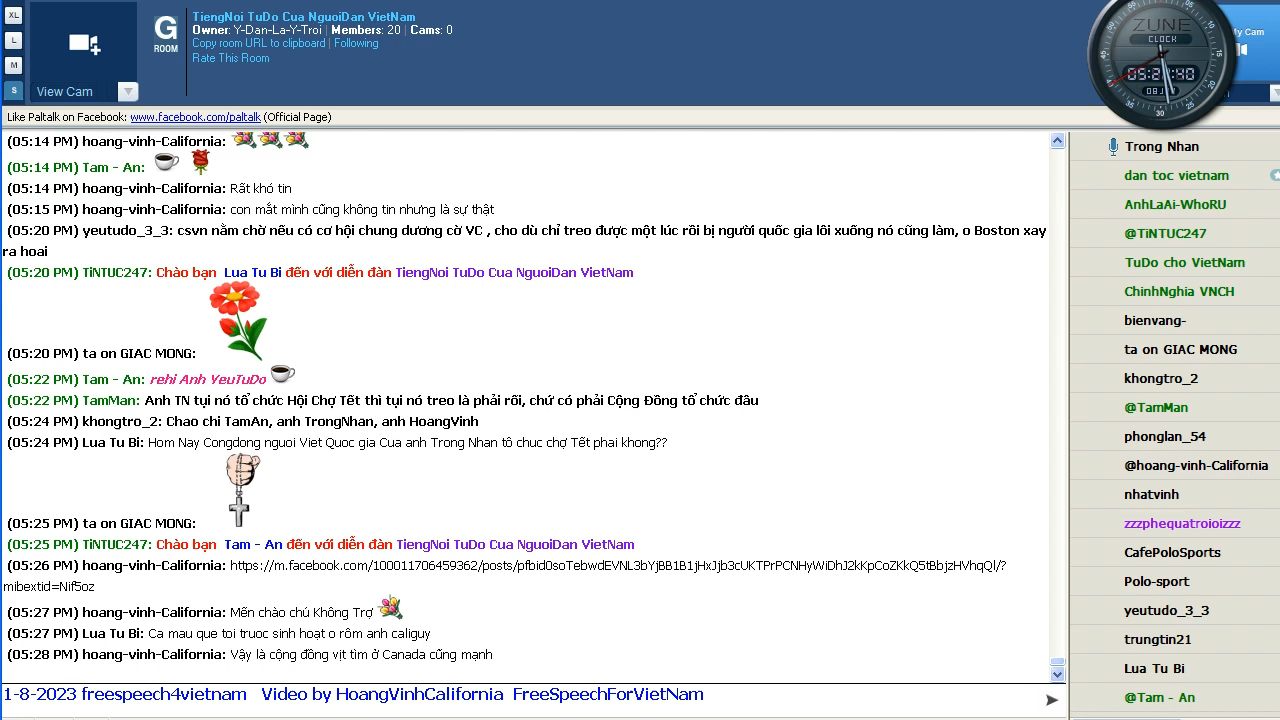 XL
L
M
S
View Cam
G
ROOM
TiengNoi TuDo Cua NguoiDan VietNam
Owner: Y-Dan-La-Y-Troi | Members: 20 | Cams: 0
Copy room URL to clipboard | Following
Rate This Room
My Cam
ZUNE
CLOCK
Like Paltalk on Facebook: www.facebook.com/paltalk (Official Page)
(05:14 PM) hoang-vinh-California:
(05:14 PM) Tam - An:
(05:14 PM) hoang-vinh-California: Rất khó tin
(05:15 PM) hoang-vinh-California: con mắt mình cũng không tin nhưng là sự thật
(05:20 PM) yeutudo_3_3: csvn nằm chờ nếu có cơ hội chung dương cờ VC , cho dù chỉ treo được một lúc rồi bị người quốc gia lôi xuống nó cũng làm, o Boston xay
ra hoai
(05:20 PM) TiNTUC247: Chào bạn Lua Tu Bi đến với diễn đàn TiengNoi TuDo Cua NguoiDan VietNam
(05:20 PM) ta on GIAC MONG:
(05:22 PM) Tam - An: rehi Anh YeuTuDo
(05:22 PM) TamMan: Anh TN tụi nó tổ chức Hội Chợ Tết thì tụi nó treo là phải rồi, chứ có phải Cộng Đồng tổ chức đâu
(05:24 PM) khongtro_2: Chao chi TamAn, anh TrongNhan, anh HoangVinh
(05:24 PM) Lua Tu Bi: Hom Nay Congdong nguoi Viet Quoc gia Cua anh Trong Nhan tô chuc chợ Tết phai khong??
(05:25 PM) ta on GIAC MONG:
(05:25 PM) TiNTUC247: Chào bạn Tam - An đến với diễn đàn TiengNoi TuDo Cua NguoiDan VietNam
(05:26 PM) hoang-vinh-California: https://m.facebook.com/100011706459362/posts/pfbid0soTebwdEVNL3bYjBB1B1jHxJjXb3cUKTPrPCNHyWiDhJ2kKpCoZKkQ5tBbjzHVhqQl/?
mibextid=Nif5oz
(05:27 PM) hoang-vinh-California: Mến chào chú Không Trợ
(05:27 PM) Lua Tu Bi: Ca mau que toi truoc sinh hoạt o rôm anh caliguy
(05:28 PM) hoang-vinh-California: Vậy là cộng đồng vịt tìm ở Canada cũng mạnh
1-8-2023 freespeech4vietnam Video by HoangVinhCalifornia FreeSpeechForVietNam
Trong Nhan
dan toc vietnam
AnhLaAi-WhoRU
@TiNTUC247
TuDo cho VietNam
ChinhNghia VNCH
bienvang-
ta on GIAC MONG
khongtro_2
@TamMan
phonglan_54
@hoang-vinh-California
nhatvinh
zzzphequatroioizzz
CafePoloSports
Polo-sport
yeutudo_3_3
trungtin21
Lua Tu Bi
@Tam - An